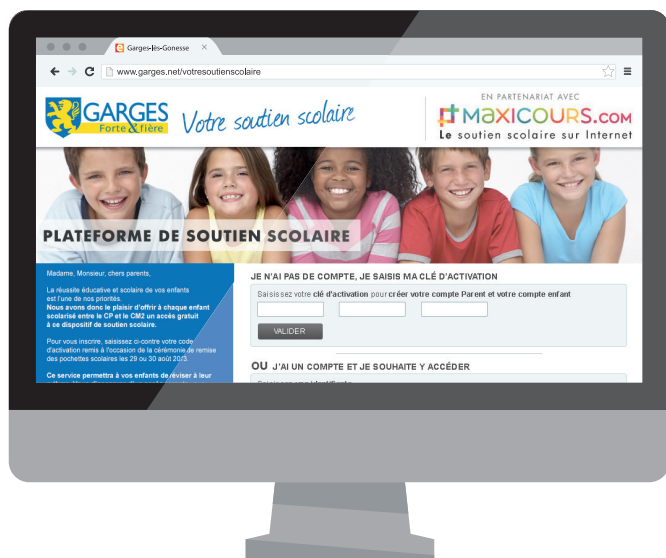 Garges-lès-Gonesse
www.garges.net/votresoutienscolaire
GARGES
Forte & fière
Votre soutien scolaire
EN PARTENARIAT AVEC
MAXICOURS.COM
Le soutien scolaire sur Internet
PLATEFORME DE SOUTIEN SCOLAIRE
Madame, Monsieur, chers parents,
La réussite éducative et scolaire de vos enfants
est l'une de nos priorités.
Nous avons donc le plaisir d'offrir à chaque enfant
scolarisé entre le CP et le CM2 un accès gratuit
à ce dispositif de soutien scolaire.
Pour vous inscrire, saisissez ci-contre votre code
d'activation remis à l'occasion de la cérémonie de remise
des pochettes scolaires les 29 ou 30 août 2013.
Ce service permettra à vos enfants de réviser à leur
JE N'AI PAS DE COMPTE, JE SAISIS MA CLÉ D'ACTIVATION
Saisissez votre clé d'activation pour créer votre compte Parent et votre compte enfant
VALIDER
OU J'AI UN COMPTE ET JE SOUHAITE Y ACCÉDER